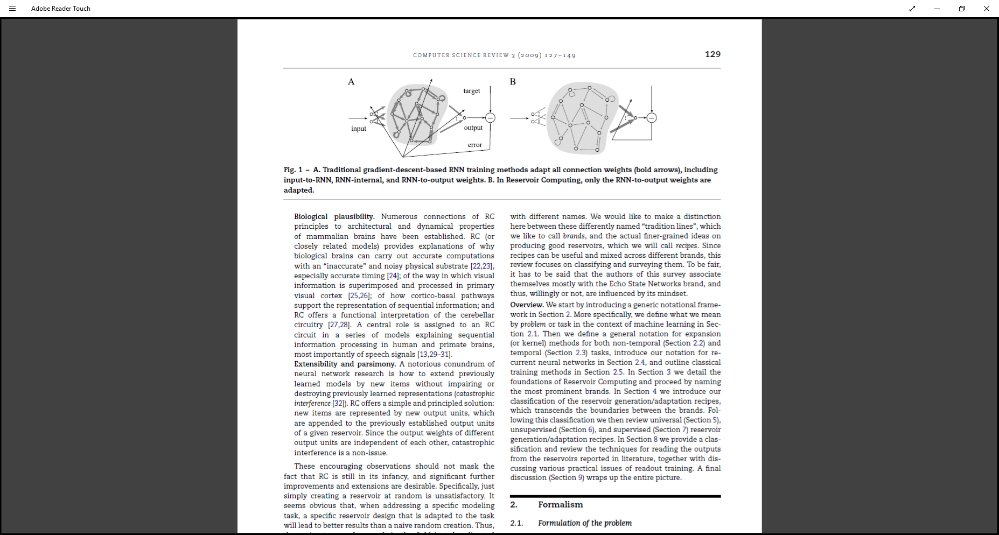 Adobe Reader Touch
COMPUTER SCIENCE REVIEW 3 (2009) 127–149
129
A
target
input
output
error
B
Fig. 1 – A. Traditional gradient-descent-based RNN training methods adapt all connection weights (bold arrows), including
input-to-RNN, RNN-internal, and RNN-to-output weights. B. In Reservoir Computing, only the RNN-to-output weights are
adapted.
Biological plausibility. Numerous connections of RC
principles to architectural and dynamical properties
of mammalian brains have been established. RC (or
closely related models) provides explanations of why
biological brains can carry out accurate computations
with an “inaccurate” and noisy physical substrate [22,23],
especially accurate timing [24]; of the way in which visual
information is superimposed and processed in primary
visual cortex [25,26]; of how cortico-basal pathways
support the representation of sequential information; and
RC offers a functional interpretation of the cerebellar
circuitry [27,28]. A central role is assigned to an RC
circuit in a series of models explaining sequential
information processing in human and primate brains,
most importantly of speech signals [13,29–31].
Extensibility and parsimony. A notorious conundrum of
neural network research is how to extend previously
learned models by new items without impairing or
destroying previously learned representations (catastrophic
interference [32]). RC offers a simple and principled solution:
new items are represented by new output units, which
are appended to the previously established output units
of a given reservoir. Since the output weights of different
output units are independent of each other, catastrophic
interference is a non-issue.
These encouraging observations should not mask the
fact that RC is still in its infancy, and significant further
improvements and extensions are desirable. Specifically, just
simply creating a reservoir at random is unsatisfactory. It
seems obvious that, when addressing a specific modeling
task, a specific reservoir design that is adapted to the task
will lead to better results than a naive random creation. Thus,
with different names. We would like to make a distinction
here between these differently named “tradition lines”, which
we like to call brands, and the actual finer-grained ideas on
producing good reservoirs, which we will call recipes. Since
recipes can be useful and mixed across different brands, this
review focuses on classifying and surveying them. To be fair,
it has to be said that the authors of this survey associate
themselves mostly with the Echo State Networks brand, and
thus, willingly or not, are influenced by its mindset.
Overview. We start by introducing a generic notational frame-
work in Section 2. More specifically, we define what we mean
by problem or task in the context of machine learning in Sec-
tion 2.1. Then we define a general notation for expansion
(or kernel) methods for both non-temporal (Section 2.2) and
temporal (Section 2.3) tasks, introduce our notation for re-
current neural networks in Section 2.4, and outline classical
training methods in Section 2.5. In Section 3 we detail the
foundations of Reservoir Computing and proceed by naming
the most prominent brands. In Section 4 we introduce our
classification of the reservoir generation/adaptation recipes,
which transcends the boundaries between the brands. Fol-
lowing this classification we then review universal (Section 5),
unsupervised (Section 6), and supervised (Section 7) reservoir
generation/adaptation recipes. In Section 8 we provide a clas-
sification and review the techniques for reading the outputs
from the reservoirs reported in literature, together with dis-
cussing various practical issues of readout training. A final
discussion (Section 9) wraps up the entire picture.
2. Formalism
2.1. Formulation of the problem